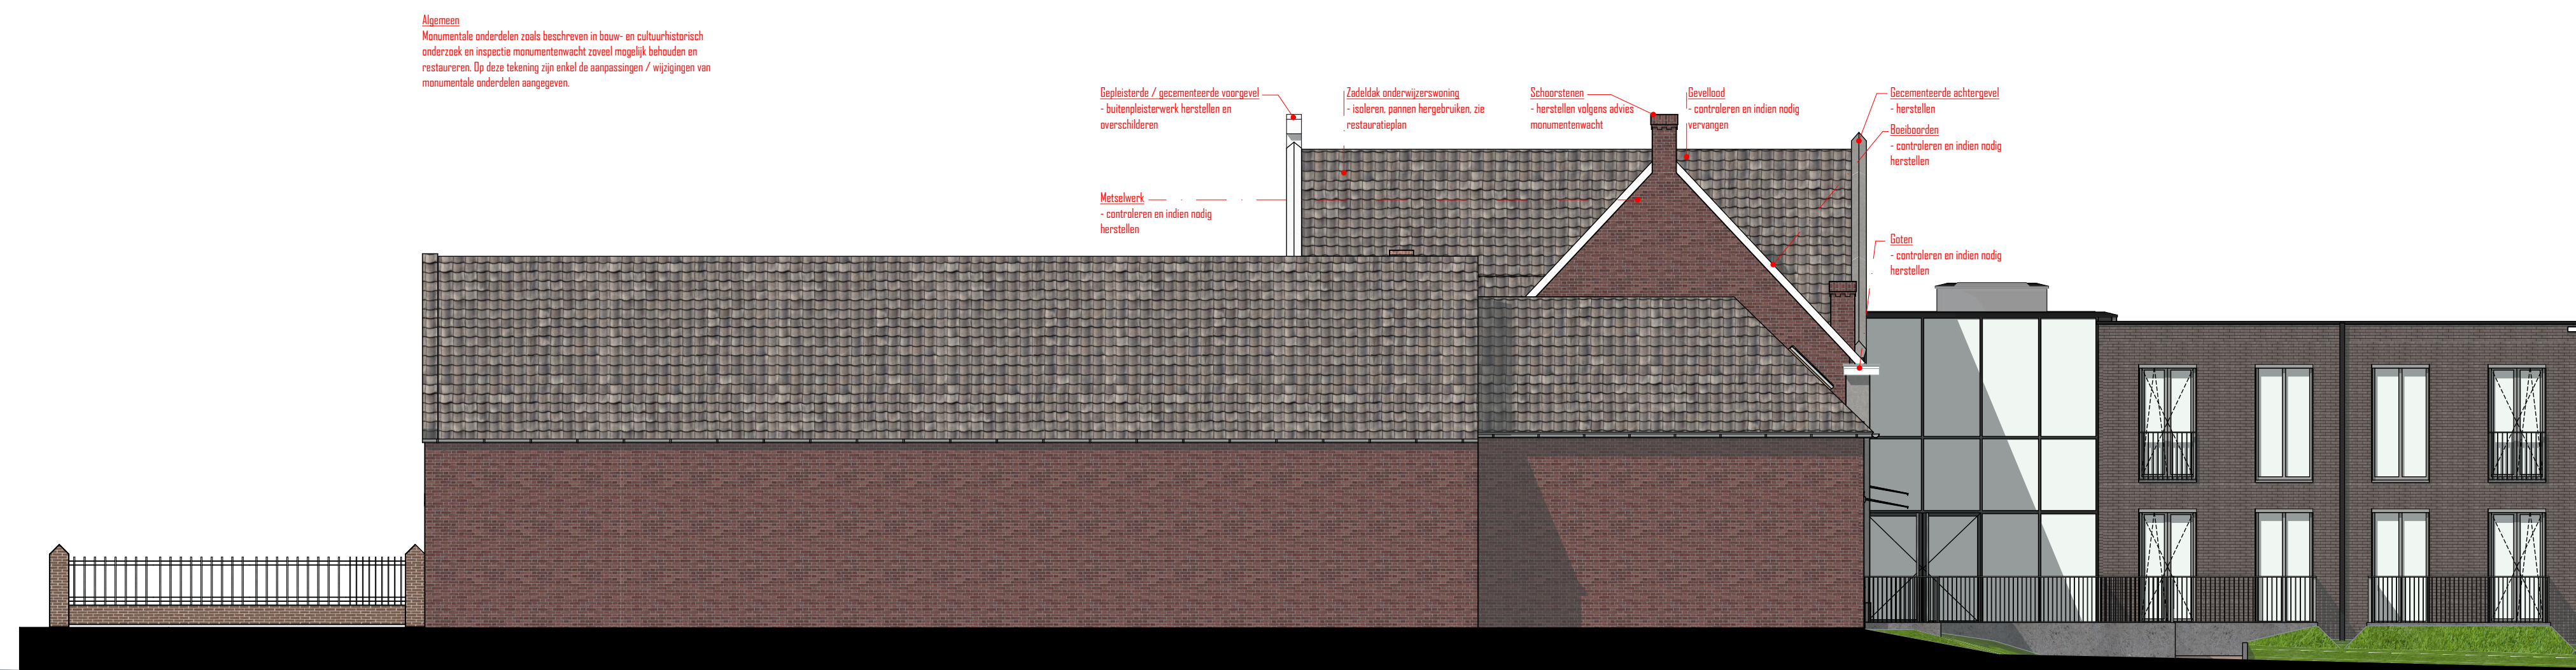 Algemeen
Monumentale onderdelen zoals beschreven in bouw- en cultuurhistorisch
onderzoek en inspectie monumentenwacht zoveel mogelijk behouden en
restaureren. Op deze tekening zijn enkel de aanpassingen / wijzigingen van
monumentale onderdelen aangegeven.
Gepleisterde / gecementeerde voorgevel
- buitenpleisterwerk herstellen en
overschilderen
Zadeldak onderwijzerswoning
- isoleren, pannen hergebruiken, zie
restauratieplan
Schoorstenen
- herstellen volgens advies
monumentenwacht
Gevellood
- controleren en indien nodig
vervangen
Gecementeerde achtergevel
- herstellen
Boeiboorden
- controleren en indien nodig
herstellen
Metselwerk
- controleren en indien nodig
herstellen
Goten
- controleren en indien nodig
herstellen